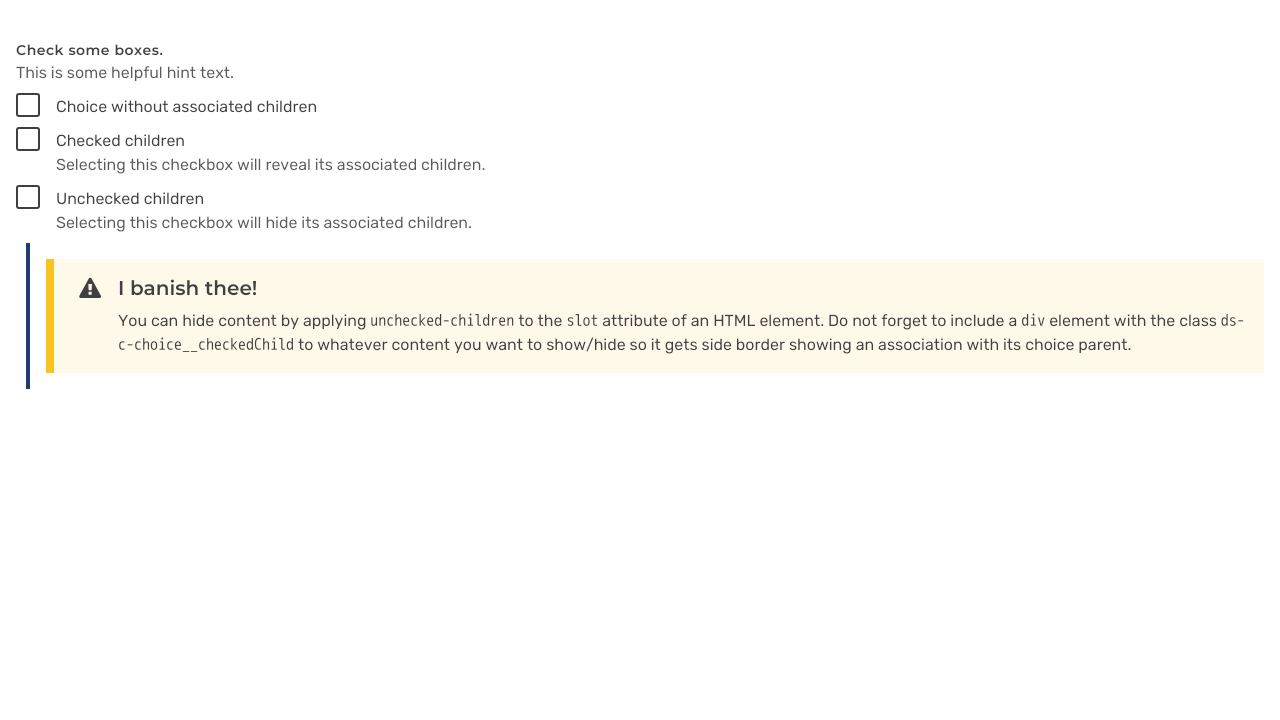 Check some boxes.
This is some helpful hint text.
Choice without associated children
Checked children
Selecting this checkbox will reveal its associated children.
Unchecked children
Selecting this checkbox will hide its associated children.
I banish thee!
You can hide content by applying unchecked-children to the slot attribute of an HTML element. Do not forget to include a div element with the class ds-
c-choice__checkedChild to whatever content you want to show/hide so it gets side border showing an association with its choice parent.